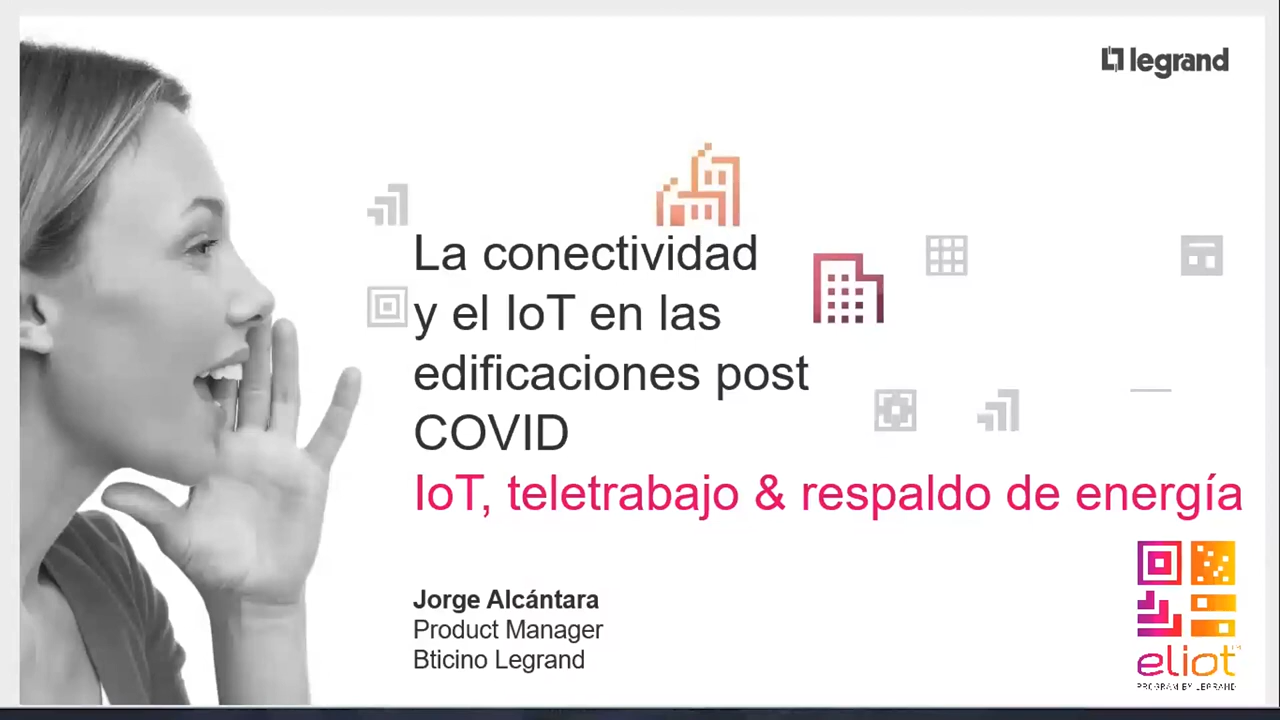 legrand
La conectividad
y el IoT en las
edificaciones post
COVID
IoT, teletrabajo & respaldo de energía
Jorge Alcántara
Product Manager
Bticino Legrand
eliot™
PROGRAM BY LEGRAND